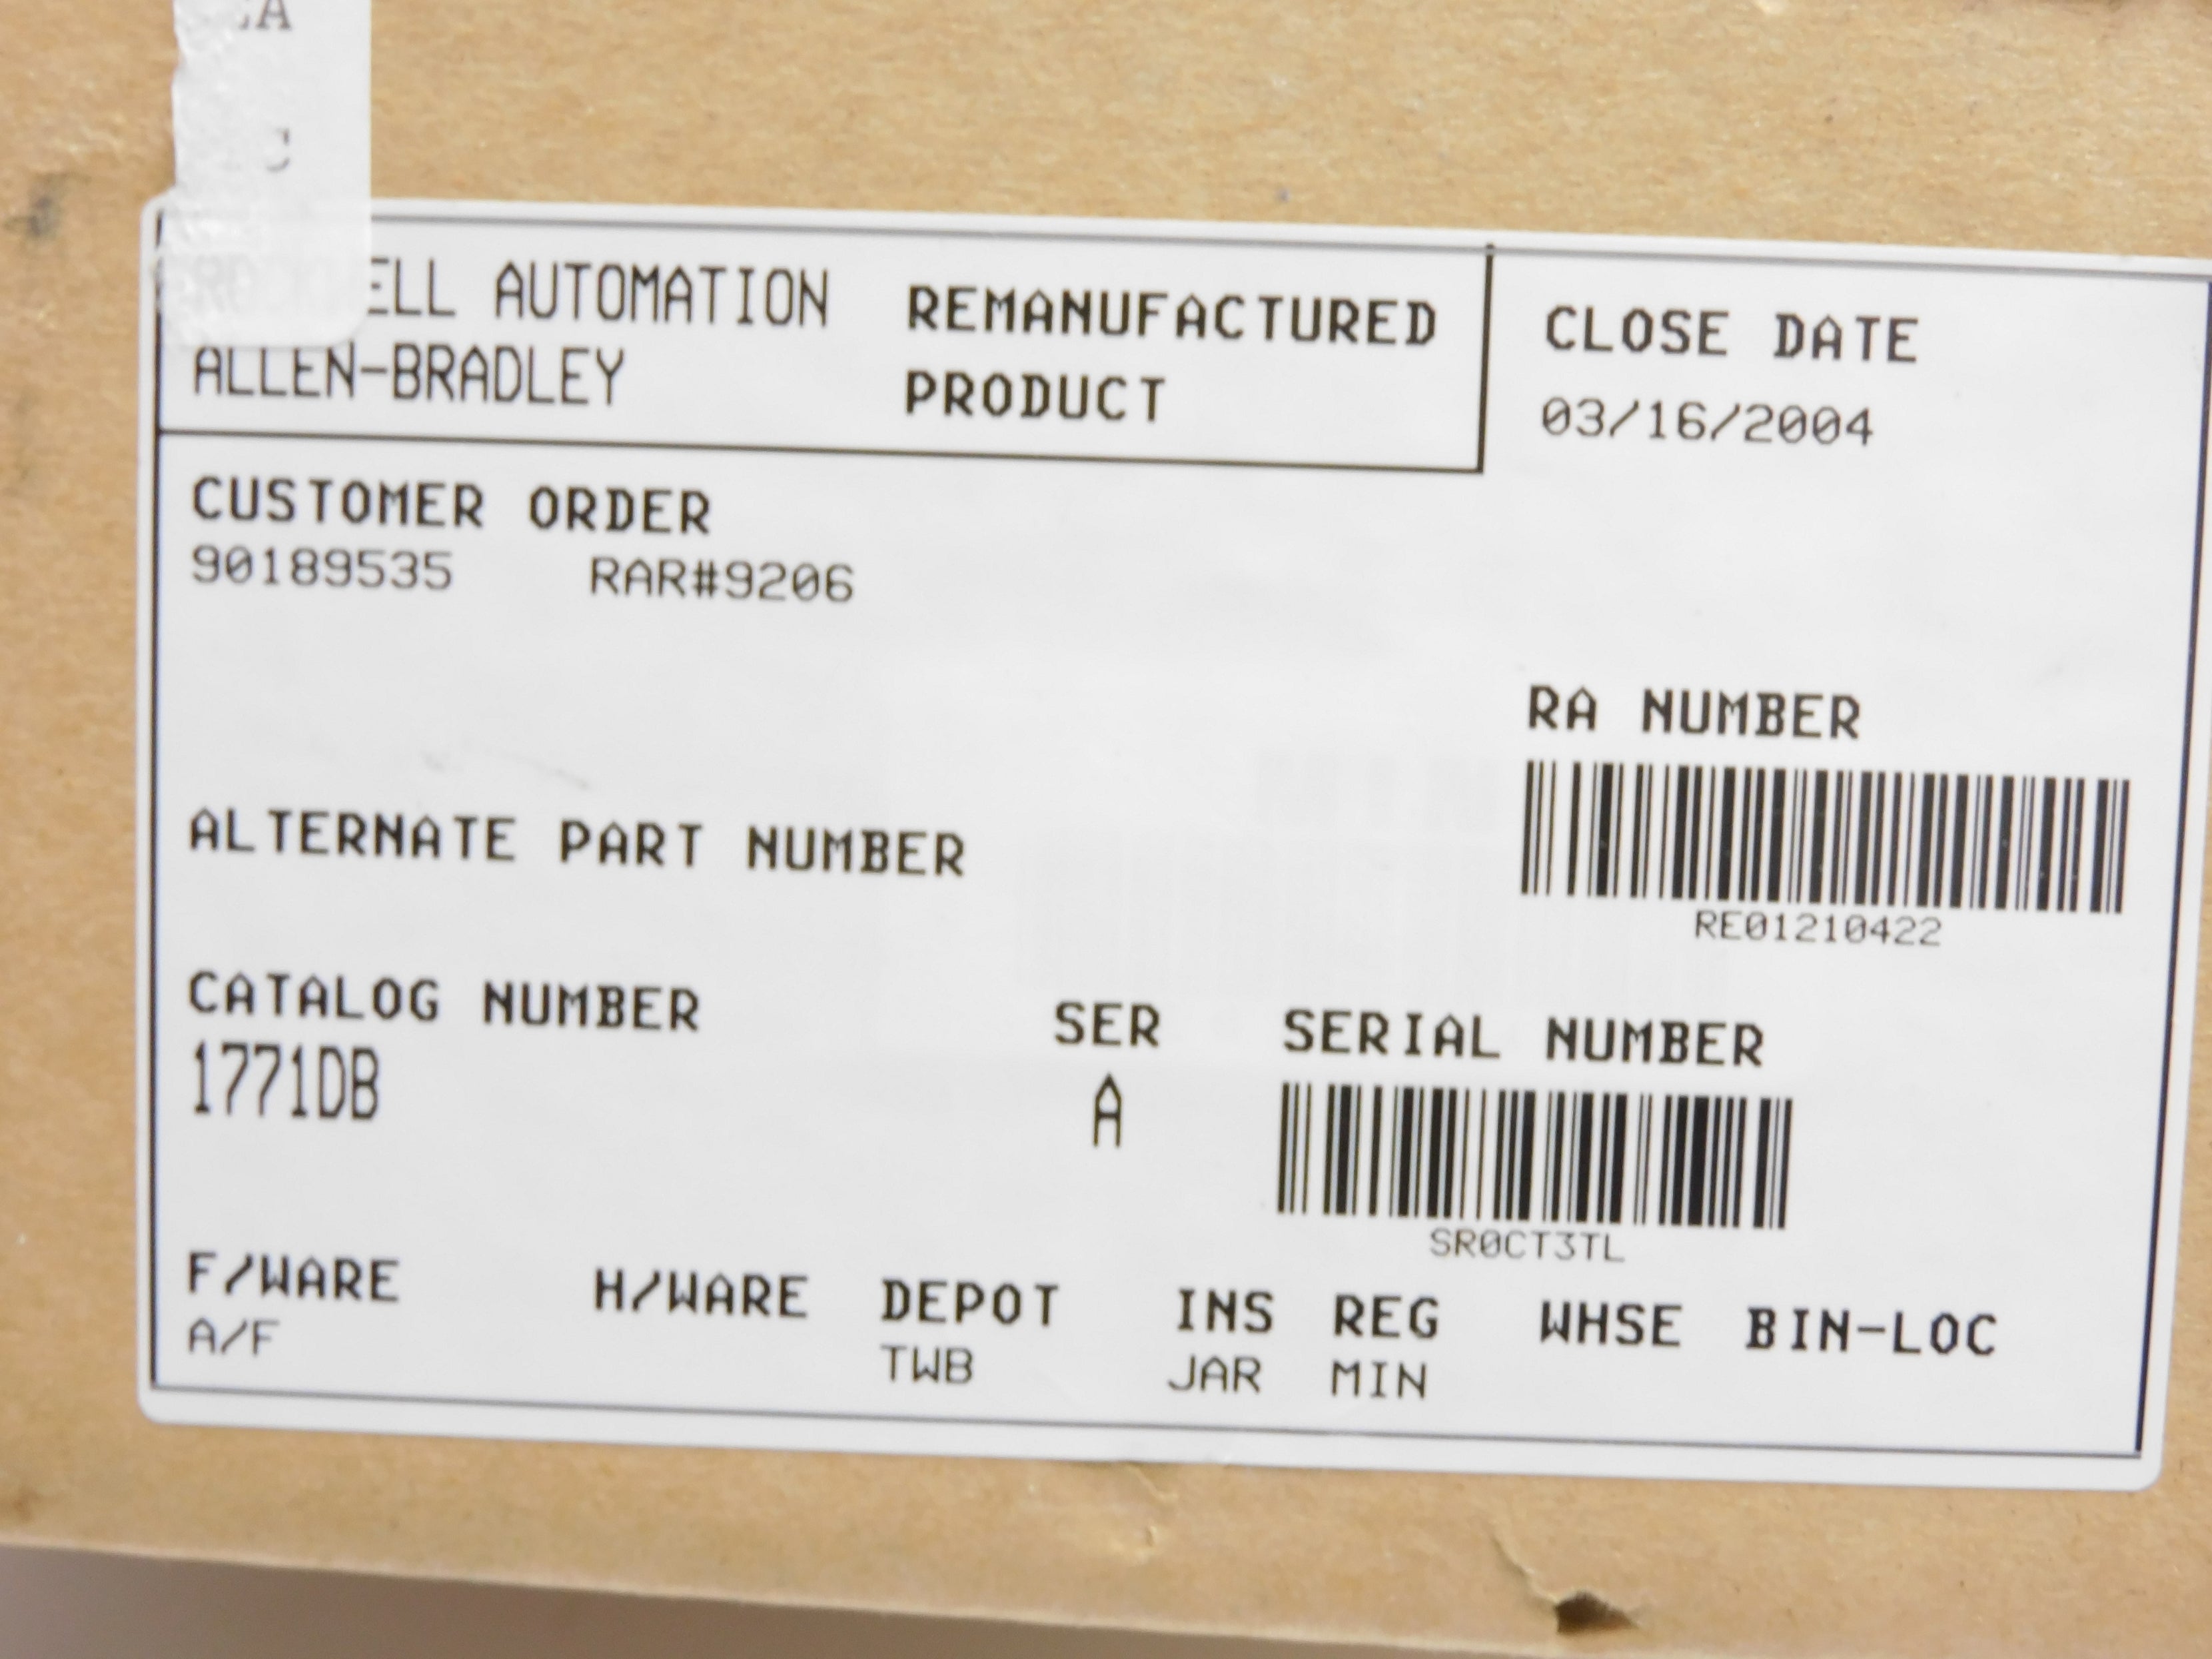 ROCKWELL AUTOMATION
ALLEN-BRADLEY
REMANUFACTURED
PRODUCT
CLOSE DATE
03/16/2004
CUSTOMER ORDER
90189535 RAR#9206
RA NUMBER
RE01210422
ALTERNATE PART NUMBER
CATALOG NUMBER
1771DB
SER
A
SERIAL NUMBER
SR0CT3TL
F/WARE H/WARE DEPOT INS REG WHSE BIN-LOC
A/F TWB JAR MIN